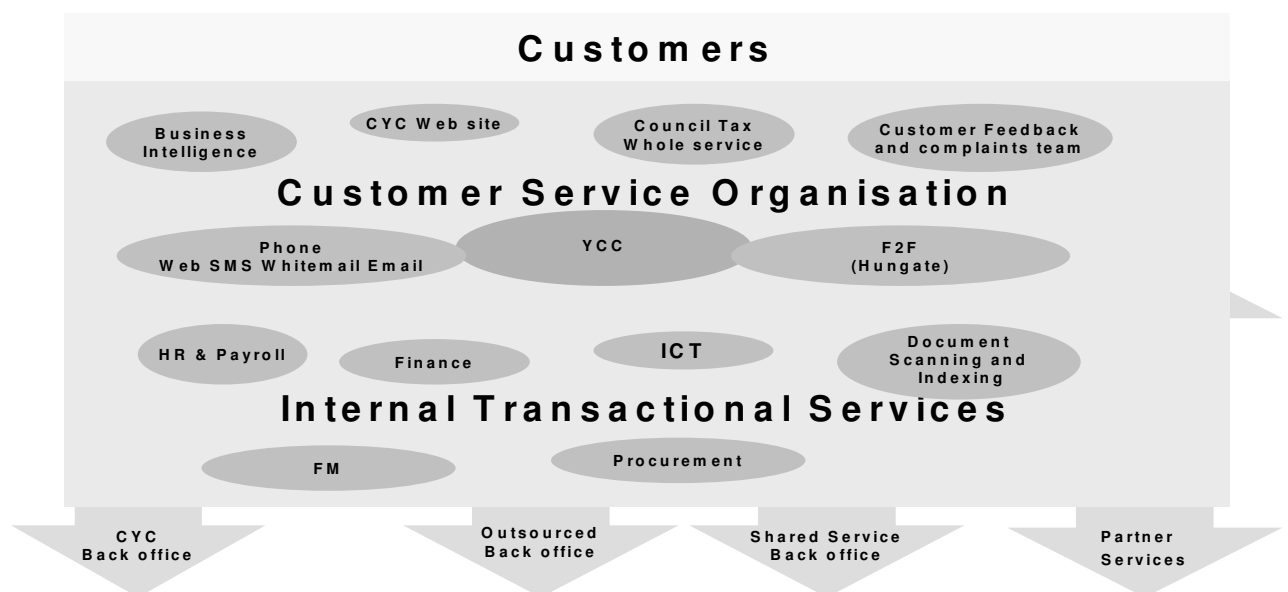 Customers
Business
Intelligence
CYC Web site
Council Tax
Whole service
Customer Feedback
and complaints team
Customer Service Organisation
Phone
Web SMS Whitemail Email
YCC
F2F
(Hungate)
HR & Payroll
Finance
ICT
Document
Scanning and
Indexing
Internal Transactional Services
FM
Procurement
CYC
Back office
Outsourced
Back office
Shared Service
Back office
Partner
Services